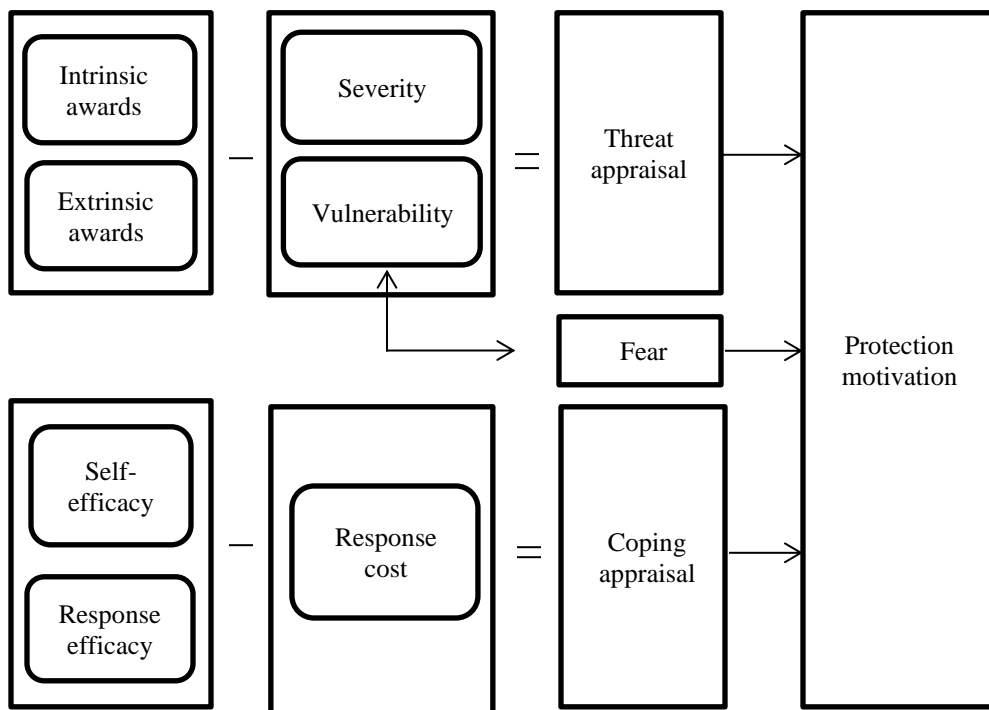 Intrinsic
awards
Extrinsic
awards
–
Severity
Vulnerability
=
Threat
appraisal
Fear
Protection
motivation
Self-
efficacy
Response
efficacy
–
Response
cost
=
Coping
appraisal